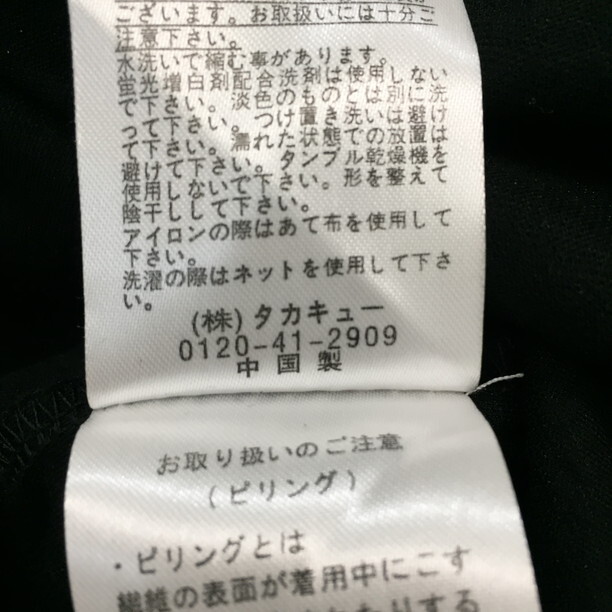 ございます。お取扱いには十分ご
注意下さい。
水洗いで縮む事があります。
蛍光増白剤配合洗剤は使用しない
で下さい。淡色のものとは別に洗
って下さい。つけ置き洗いは避け
て下さい。濡れた状態での放置は
避けて下さい。タンブル乾燥機を
使用しないで下さい。形を整えて
陰干しして下さい。
アイロンの際はあて布を使用して
下さい。
洗濯の際はネットを使用して下さ
い。
(株)タカキュー
0120-41-2909
中国製
お取り扱いのご注意
(ピリング)
・ピリングとは
繊維の表面が着用中にこす
たりする